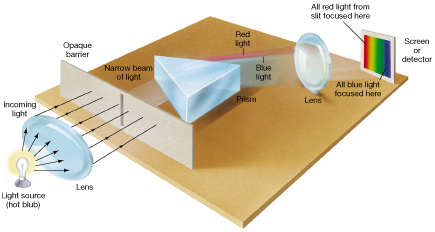 All red light from
slit focused here
Red
light
Screen
or
detector
Opaque
barrier
Narrow beam
of light
Blue
light
All blue light
focused here
Prism
Lens
Incoming
light
Lens
Light source
(hot blub)